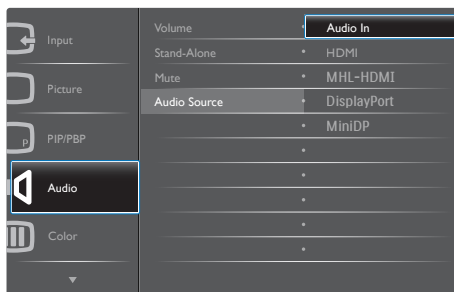 Input
Picture
P
PIP/PBP
Audio
Color
Volume
Stand-Alone
Mute
Audio Source
Audio In
HDMI
MHL-HDMI
DisplayPort
MiniDP